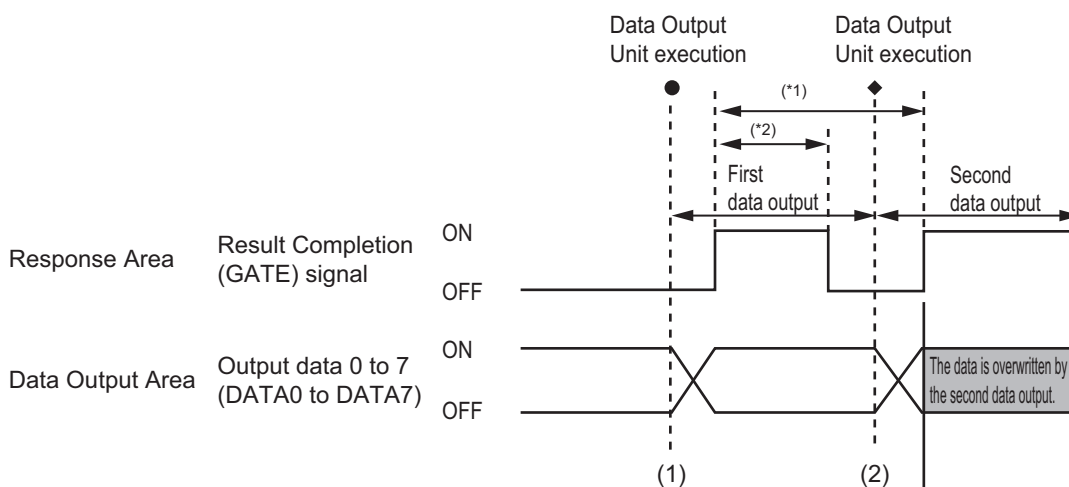 Data Output
Unit execution
Data Output
Unit execution
(*1)
(*2)
First
data output
Second
data output
Response Area
Result Completion
(GATE) signal
ON
OFF
Data Output Area
Output data 0 to 7
(DATA0 to DATA7)
ON
OFF
The data is overwritten by
the second data output.
(1)
(2)